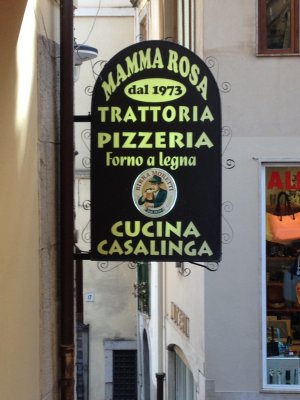 MAMMA ROSA
dal 1973
TRATTORIA
PIZZERIA
Forno a legna
BIRRA MORETTI
CUCINA
CASALINGA